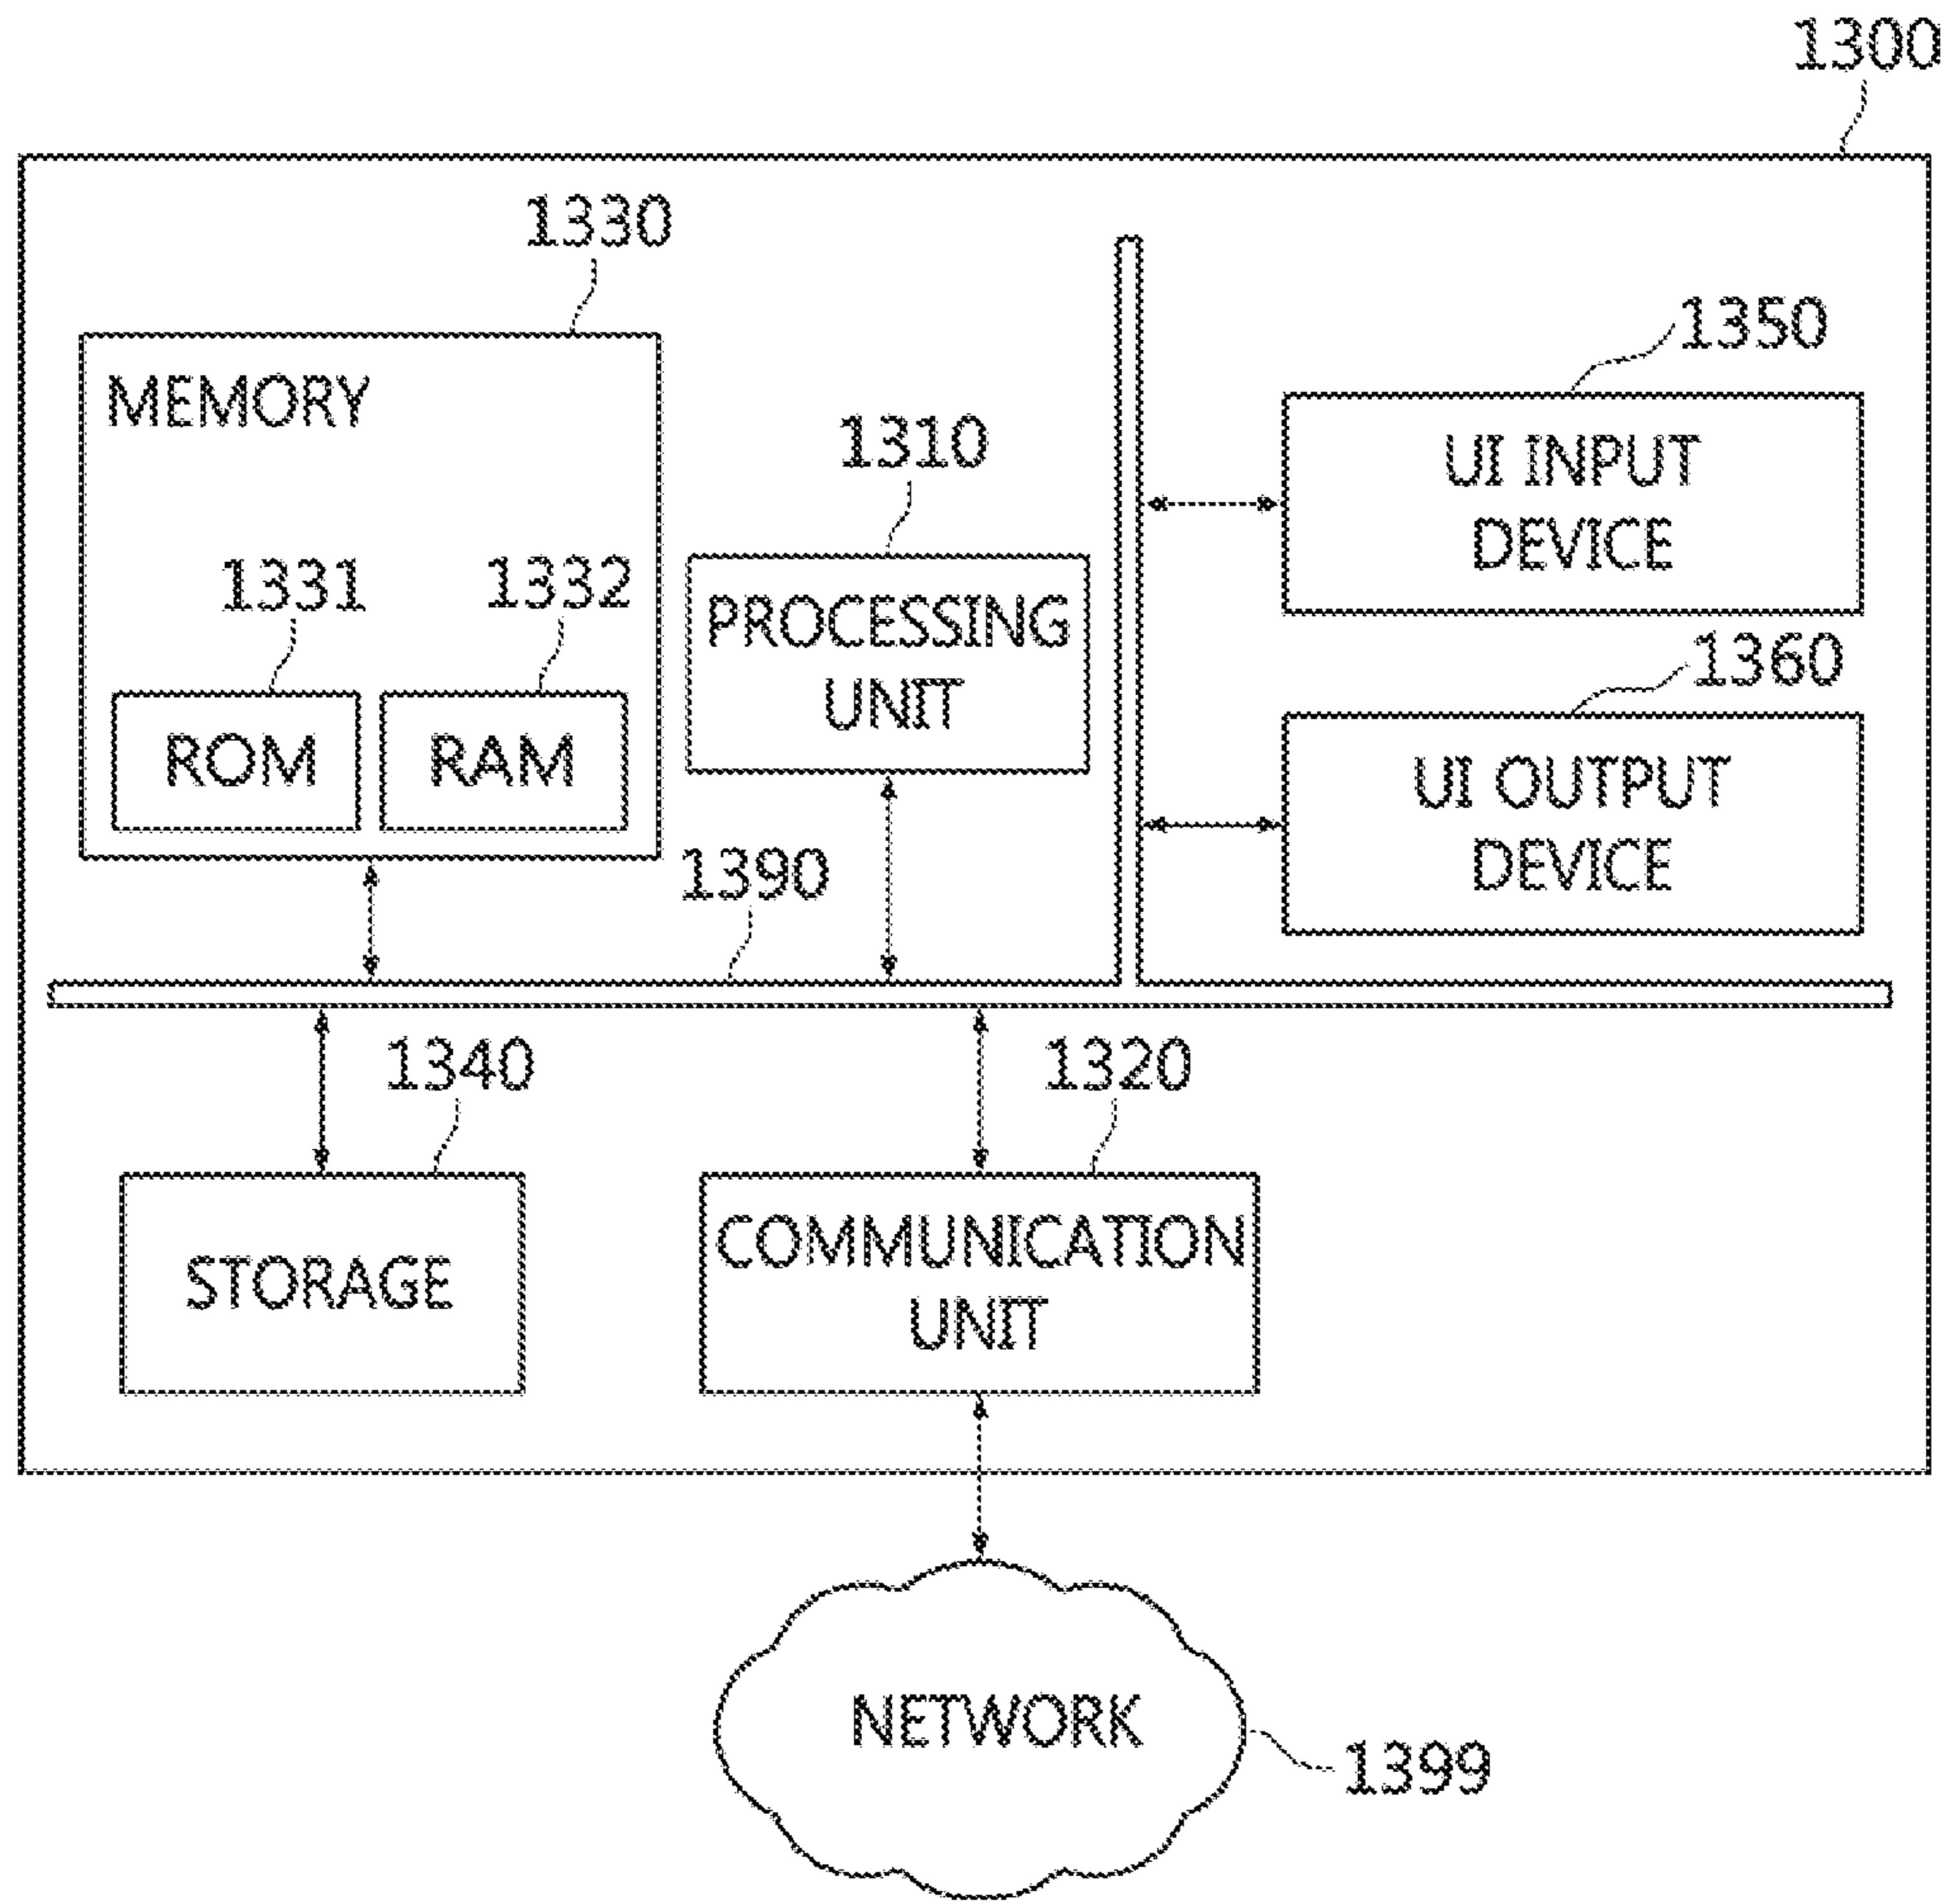 1300
1330
MEMORY
1350
1310
UI INPUT
DEVICE
1331
1332
PROCESSING
UNIT
1360
ROM
RAM
UI OUTPUT
DEVICE
1390
1340
1320
STORAGE
COMMUNICATION
UNIT
NETWORK
1399